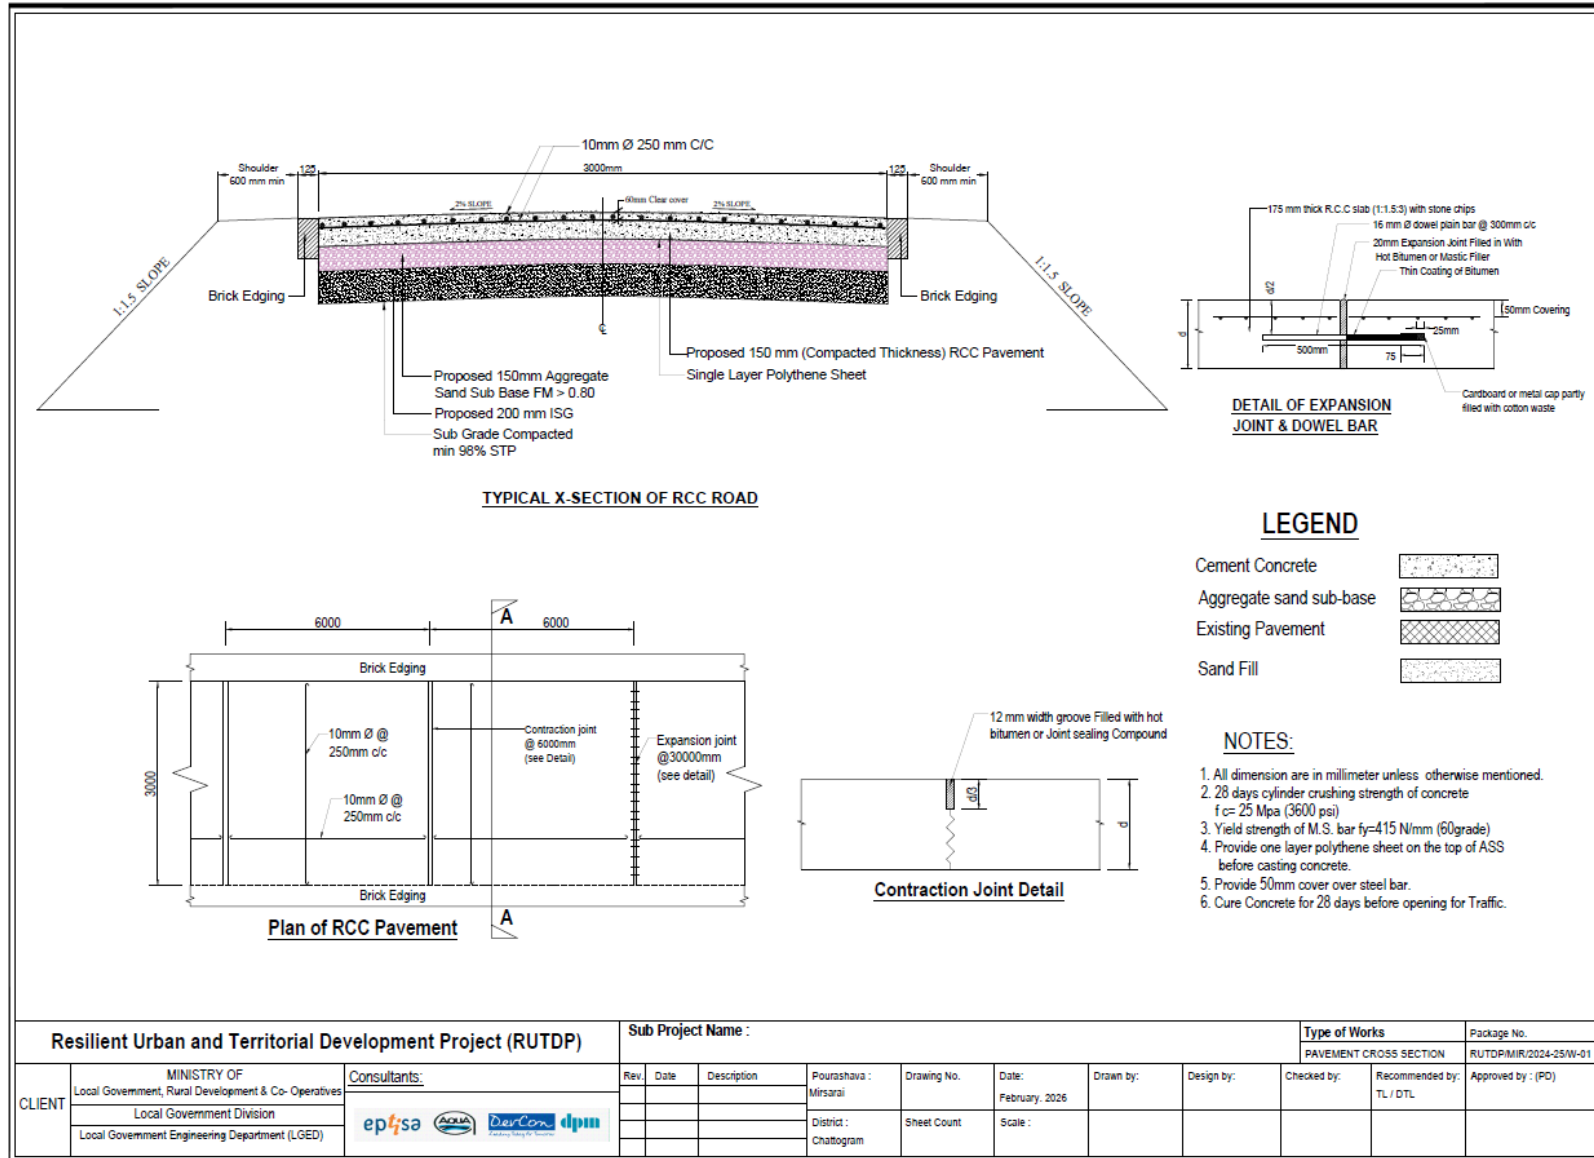 10mm Ø 250 mm C/C
Shoulder
600 mm min
125
3000mm
125
Shoulder
600 mm min
2% SLOPE
60mm Clear cover
2% SLOPE
1:1.5 SLOPE
1:1.5 SLOPE
Brick Edging
Brick Edging
Proposed 150 mm (Compacted Thickness) RCC Pavement
Single Layer Polythene Sheet
Proposed 150mm Aggregate
Sand Sub Base FM > 0.80
Proposed 200 mm ISG
Sub Grade Compacted
min 98% STP
TYPICAL X-SECTION OF RCC ROAD
175 mm thick R.C.C slab (1:1.5:3) with stone chips
16 mm Ø dowel plain bar @ 300mm c/c
20mm Expansion Joint Filled in With
Hot Bitumen or Mastic Filler
Thin Coating of Bitumen
d/2
50mm Covering
d
25mm
500mm
75
Cardboard or metal cap partly
filled with cotton waste
DETAIL OF EXPANSION
JOINT & DOWEL BAR
LEGEND
Cement Concrete
Aggregate sand sub-base
Existing Pavement
Sand Fill
6000
A
6000
Brick Edging
3000
10mm Ø @
250mm c/c
10mm Ø @
250mm c/c
Contraction joint
@ 6000mm
(see Detail)
Expansion joint
@30000mm
(see detail)
Brick Edging
A
Plan of RCC Pavement
12 mm width groove Filled with hot
bitumen or Joint sealing Compound
d/3
d
Contraction Joint Detail
NOTES:
1. All dimension are in millimeter unless otherwise mentioned.
2. 28 days cylinder crushing strength of concrete
f c= 25 Mpa (3600 psi)
3. Yield strength of M.S. bar fy=415 N/mm (60grade)
4. Provide one layer polythene sheet on the top of ASS
before casting concrete.
5. Provide 50mm cover over steel bar.
6. Cure Concrete for 28 days before opening for Traffic.
Resilient Urban and Territorial Development Project (RUTDP)
Sub Project Name :
Type of Works
PAVEMENT CROSS SECTION
Package No.
RUTDP/MIR/2024-25/W-01
CLIENT
MINISTRY OF
Local Government, Rural Development & Co- Operatives
Local Government Division
Local Government Engineering Department (LGED)
Consultants:
eptisa
AQUA
DevCon
dpm
Rev.
Date
Description
Pourashava :
Mirsarai
District :
Chattogram
Drawing No.
Sheet Count
Date:
February. 2026
Scale :
Drawn by:
Design by:
Checked by:
Recommended by:
TL / DTL
Approved by : (PD)